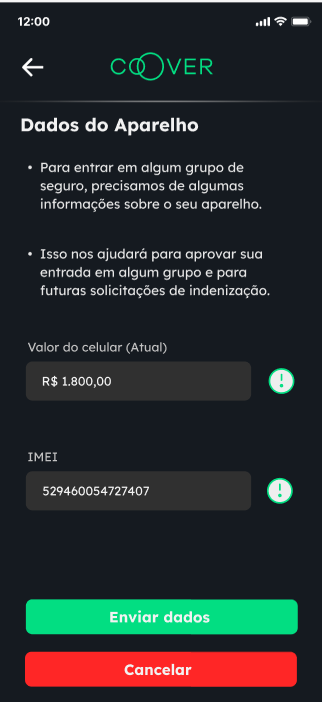 12:00
COOVER
Dados do Aparelho
• Para entrar em algum grupo de
seguro, precisamos de algumas
informações sobre o seu aparelho.
• Isso nos ajudará para aprovar sua
entrada em algum grupo e para
futuras solicitações de indenização.
Valor do celular (Atual)
R$ 1.800,00
!
IMEI
529460054727407
!
Enviar dados
Cancelar